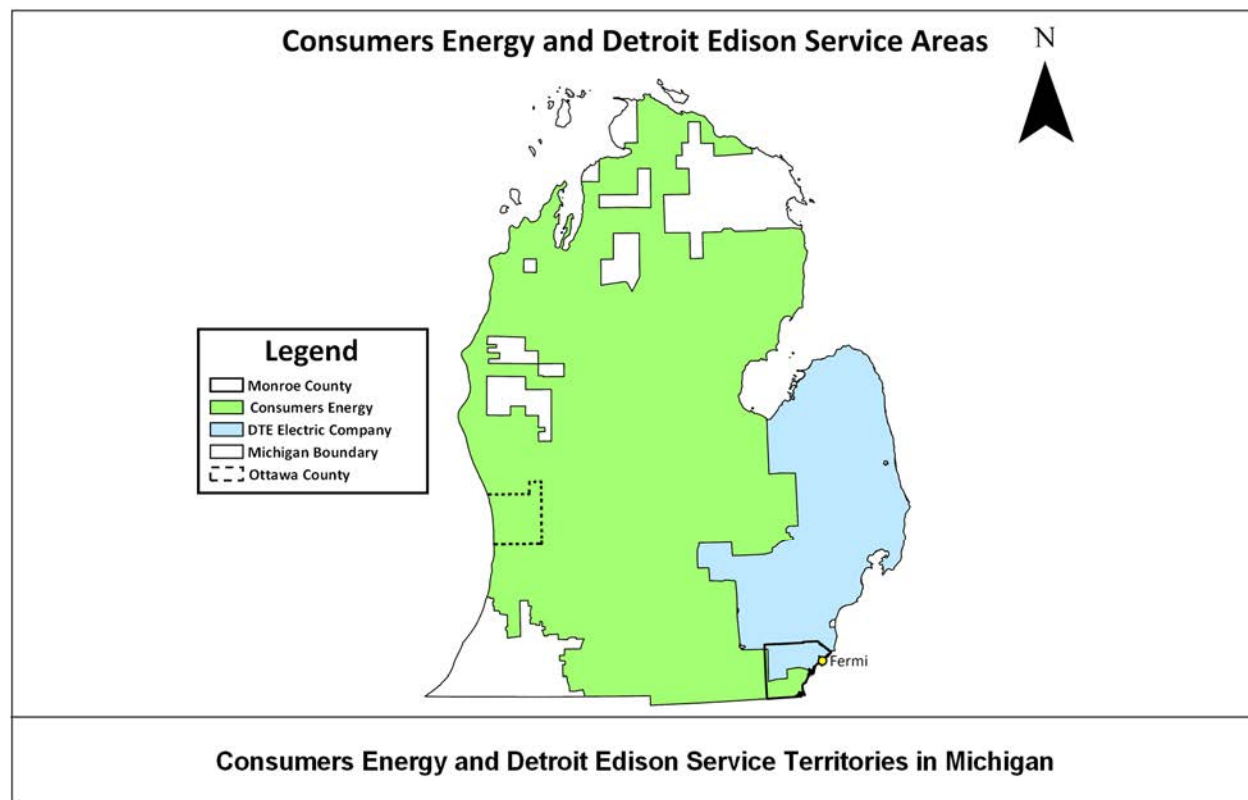 Consumers Energy and Detroit Edison Service Areas
N
Legend
Monroe County
Consumers Energy
DTE Electric Company
Michigan Boundary
Ottawa County
Fermi
Consumers Energy and Detroit Edison Service Territories in Michigan